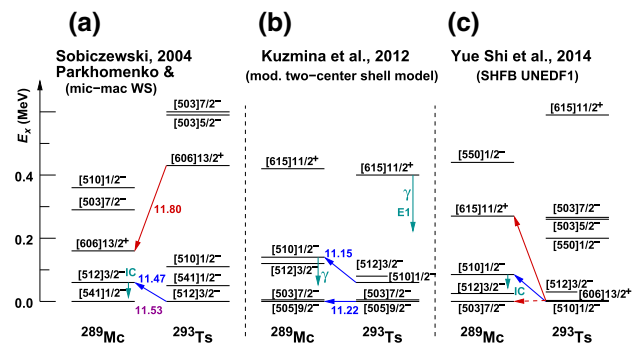 (a) (b) (c)
Sobiczewski, 2004
Parkhomenko &
(mic−mac WS)
Kuzmina et al., 2012
(mod. two−center shell model)
Yue Shi et al., 2014
(SHFB UNEDF1)
Eₓ (MeV)
0.4
0.2
0.0
[503]7/2⁻
[503]5/2⁻
[606]13/2⁺
[510]1/2⁻
[503]7/2⁻
11.80
[606]13/2⁺
[510]1/2⁻
[512]3/2⁻
IC
11.47
[541]1/2⁻
[541]1/2⁻
[512]3/2⁻
11.53
²⁸⁹Mc
²⁹³Ts
[615]11/2⁺
[615]11/2⁺
γ
E1
[510]1/2⁻
11.15
[512]3/2⁻
γ
[512]3/2⁻
[510]1/2⁻
[503]7/2⁻
[503]7/2⁻
[505]9/2⁻
11.22
[505]9/2⁻
²⁸⁹Mc
²⁹³Ts
[615]11/2⁺
[550]1/2⁻
[615]11/2⁺
[503]7/2⁻
[503]5/2⁻
[550]1/2⁻
[510]1/2⁻
[512]3/2⁻
IC
[512]3/2⁻
[606]13/2⁺
[503]7/2⁻
[510]1/2⁻
²⁸⁹Mc
²⁹³Ts